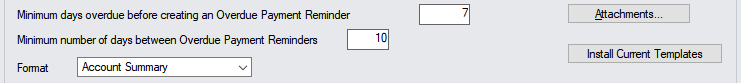 Minimum days overdue before creating an Overdue Payment Reminder 7 Attachments...
Minimum number of days between Overdue Payment Reminders 10
Install Current Templates
Format Account Summary